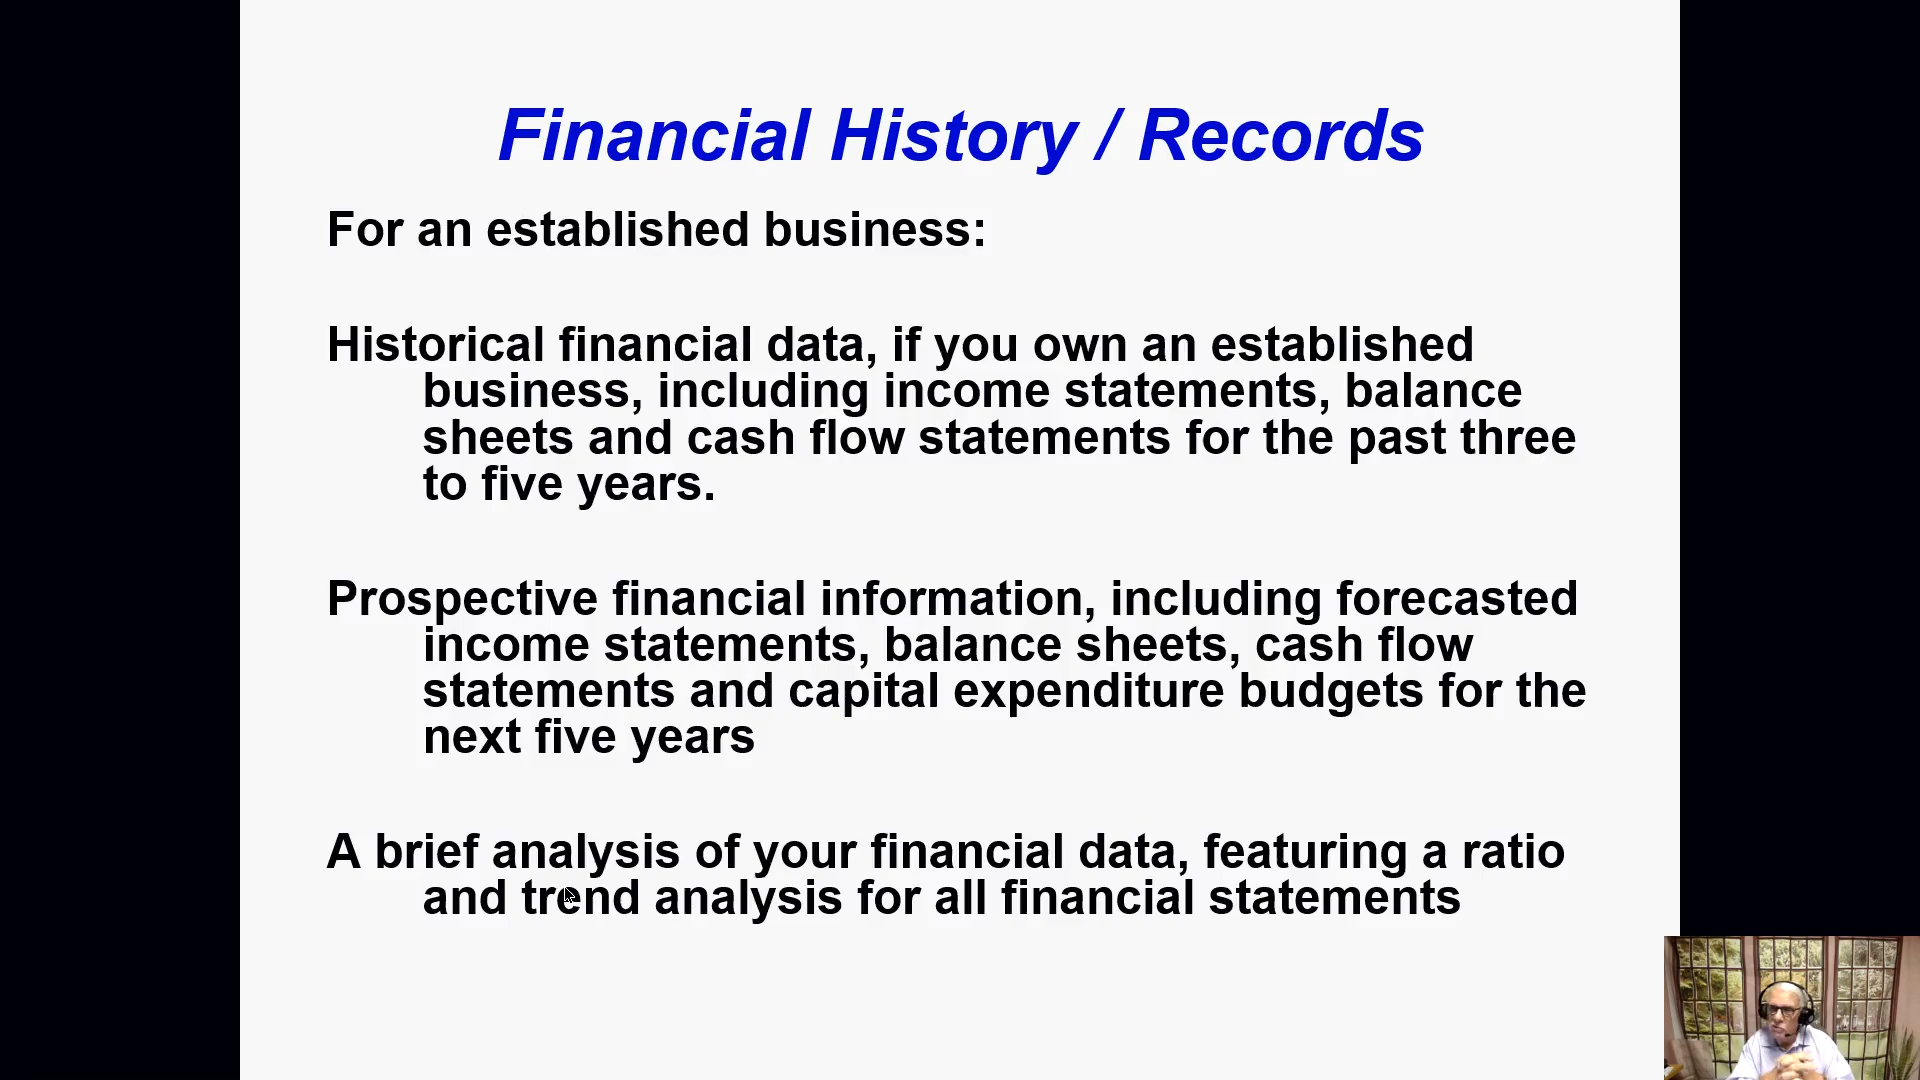 Financial History / Records
For an established business:
Historical financial data, if you own an established
business, including income statements, balance
sheets and cash flow statements for the past three
to five years.
Prospective financial information, including forecasted
income statements, balance sheets, cash flow
statements and capital expenditure budgets for the
next five years
A brief analysis of your financial data, featuring a ratio
and trend analysis for all financial statements